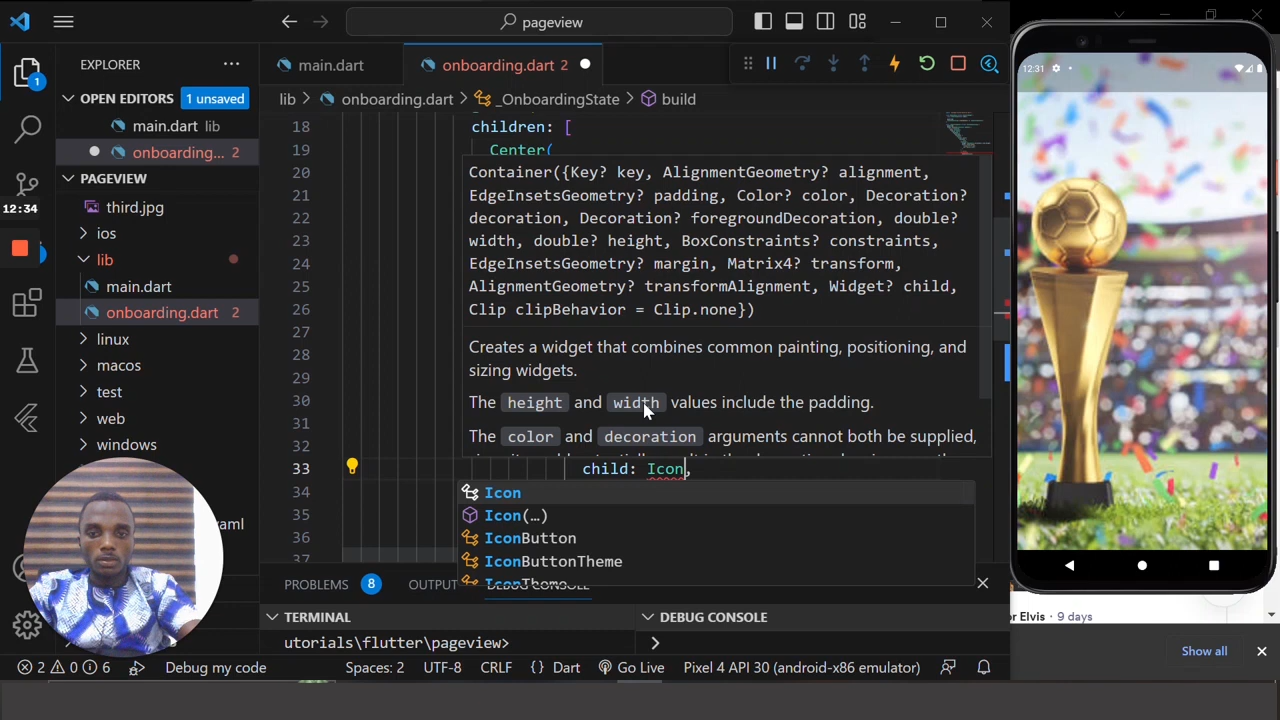 pageview
EXPLORER
main.dart
onboarding.dart 2
OPEN EDITORS
1 unsaved
main.dart lib
onboarding... 2
PAGEVIEW
third.jpg
ios
lib
main.dart
onboarding.dart 2
linux
macos
test
web
windows
1
12:34
lib > onboarding.dart > _OnboardingState > build
18 children: [
19 Center(
20
21
22
23
24
25
26
27
28
29
30
31
32
33 child: Icon,
34
35
36
37
Container({Key? key, AlignmentGeometry? alignment,
EdgeInsetsGeometry? padding, Color? color, Decoration?
decoration, Decoration? foregroundDecoration, double?
width, double? height, BoxConstraints? constraints,
EdgeInsetsGeometry? margin, Matrix4? transform,
AlignmentGeometry? transformAlignment, Widget? child,
Clip clipBehavior = Clip.none})
Creates a widget that combines common painting, positioning, and
sizing widgets.
The height and width values include the padding.
The color and decoration arguments cannot both be supplied,
Icon
Icon(…)
IconButton
IconButtonTheme
IconTheme
PROBLEMS 8
OUTPUT
DEBUG CONSOLE
TERMINAL
utorials\flutter\pageview>
DEBUG CONSOLE
>
2 0 6
Debug my code
Spaces: 2
UTF-8
CRLF
{ } Dart
Go Live
Pixel 4 API 30 (android-x86 emulator)
12:31
or Elvis • 9 days
Show all